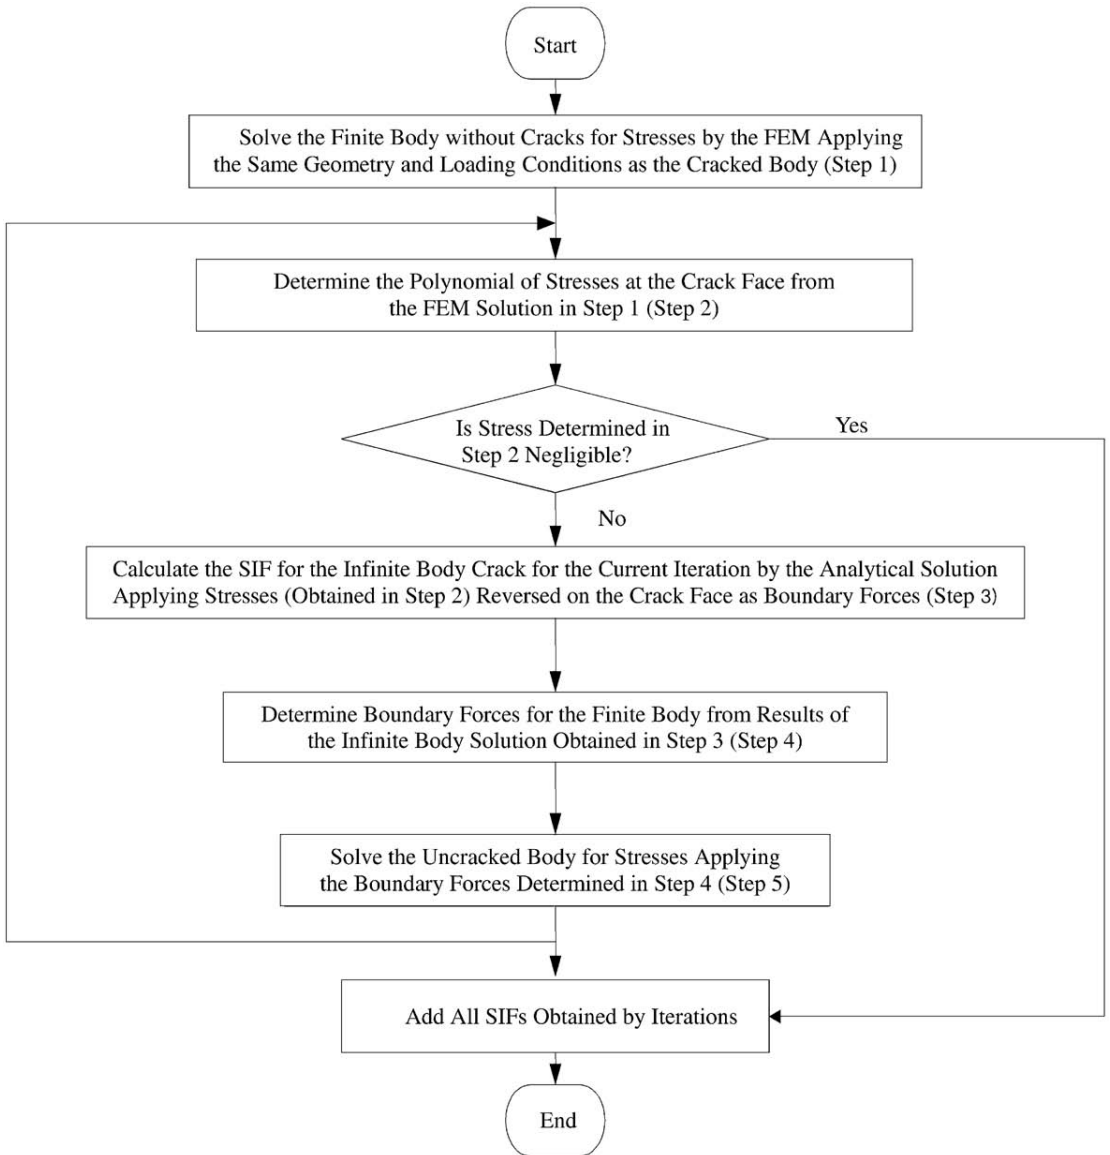 Start
Solve the Finite Body without Cracks for Stresses by the FEM Applying
the Same Geometry and Loading Conditions as the Cracked Body (Step 1)
Determine the Polynomial of Stresses at the Crack Face from
the FEM Solution in Step 1 (Step 2)
Is Stress Determined in
Step 2 Negligible?
Yes
No
Calculate the SIF for the Infinite Body Crack for the Current Iteration by the Analytical Solution
Applying Stresses (Obtained in Step 2) Reversed on the Crack Face as Boundary Forces (Step 3)
Determine Boundary Forces for the Finite Body from Results of
the Infinite Body Solution Obtained in Step 3 (Step 4)
Solve the Uncracked Body for Stresses Applying
the Boundary Forces Determined in Step 4 (Step 5)
Add All SIFs Obtained by Iterations
End